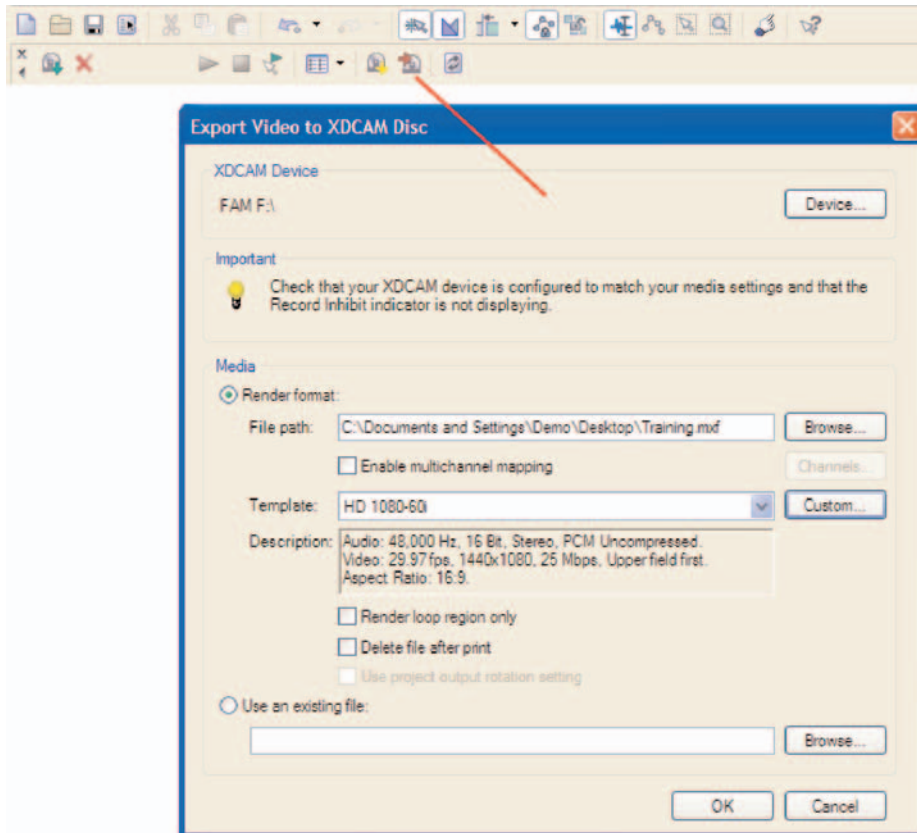 Export Video to XDCAM Disc
XDCAM Device
FAM F:\
Device...
Important
Check that your XDCAM device is configured to match your media settings and that the
Record Inhibit indicator is not displaying.
Media
Render format:
File path:
C:\Documents and Settings\Demo\Desktop\Training.mxf
Browse...
Enable multichannel mapping
Channels...
Template:
HD 1080-60i
Custom...
Description:
Audio: 48,000 Hz, 16 Bit, Stereo, PCM Uncompressed.
Video: 29.97 fps, 1440x1080, 25 Mbps, Upper field first.
Aspect Ratio: 16:9.
Render loop region only
Delete file after print
Use project output rotation setting
Use an existing file:
Browse...
OK
Cancel